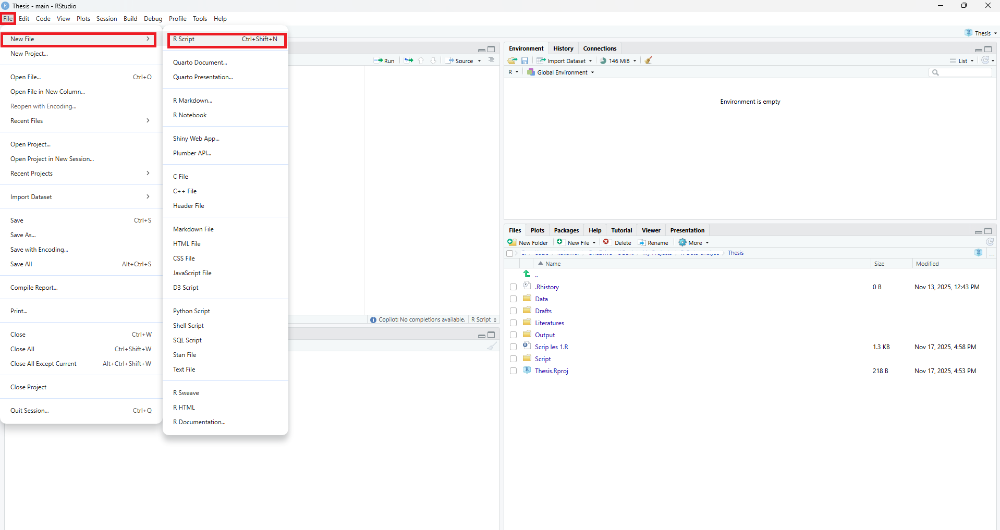 Thesis - main - RStudio
File Edit Code View Plots Session Build Debug Profile Tools Help
New File
New Project...
Open File... Ctrl+O
Open File in New Column...
Reopen with Encoding...
Recent Files
Open Project...
Open Project in New Session...
Recent Projects
Import Dataset
Save Ctrl+S
Save As...
Save with Encoding...
Save All Alt+Ctrl+S
Compile Report...
Print...
Close Ctrl+W
Close All Ctrl+Shift+W
Close All Except Current Alt+Ctrl+Shift+W
Close Project
Quit Session... Ctrl+Q
R Script Ctrl+Shift+N
Quarto Document...
Quarto Presentation...
R Markdown...
R Notebook
Shiny Web App...
Plumber API...
C File
C++ File
Header File
Markdown File
HTML File
CSS File
JavaScript File
D3 Script
Python Script
Shell Script
SQL Script
Stan File
Text File
R Sweave
R HTML
R Documentation...
Run Source
Copilot: No completions available. R Script
Thesis
Environment History Connections
Import Dataset 146 MiB List
R Global Environment
Environment is empty
Files Plots Packages Help Tutorial Viewer Presentation
New Folder New File Delete Rename More
Thesis ...
Name Size Modified
..
.Rhistory 0 B Nov 13, 2025, 12:43 PM
Data
Drafts
Literatures
Output
Scrip les 1.R 1.3 KB Nov 17, 2025, 4:58 PM
Script
Thesis.Rproj 218 B Nov 17, 2025, 4:53 PM